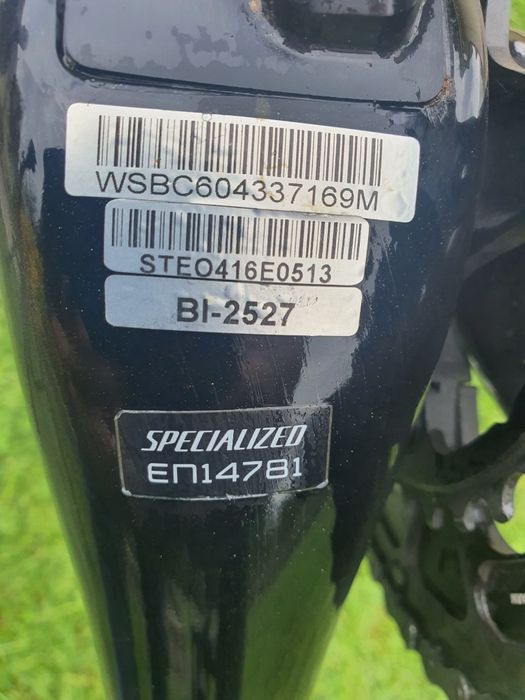 WSBC604337169M
STEO416E0513
BI-2527
SPECIALIZED
EN14781